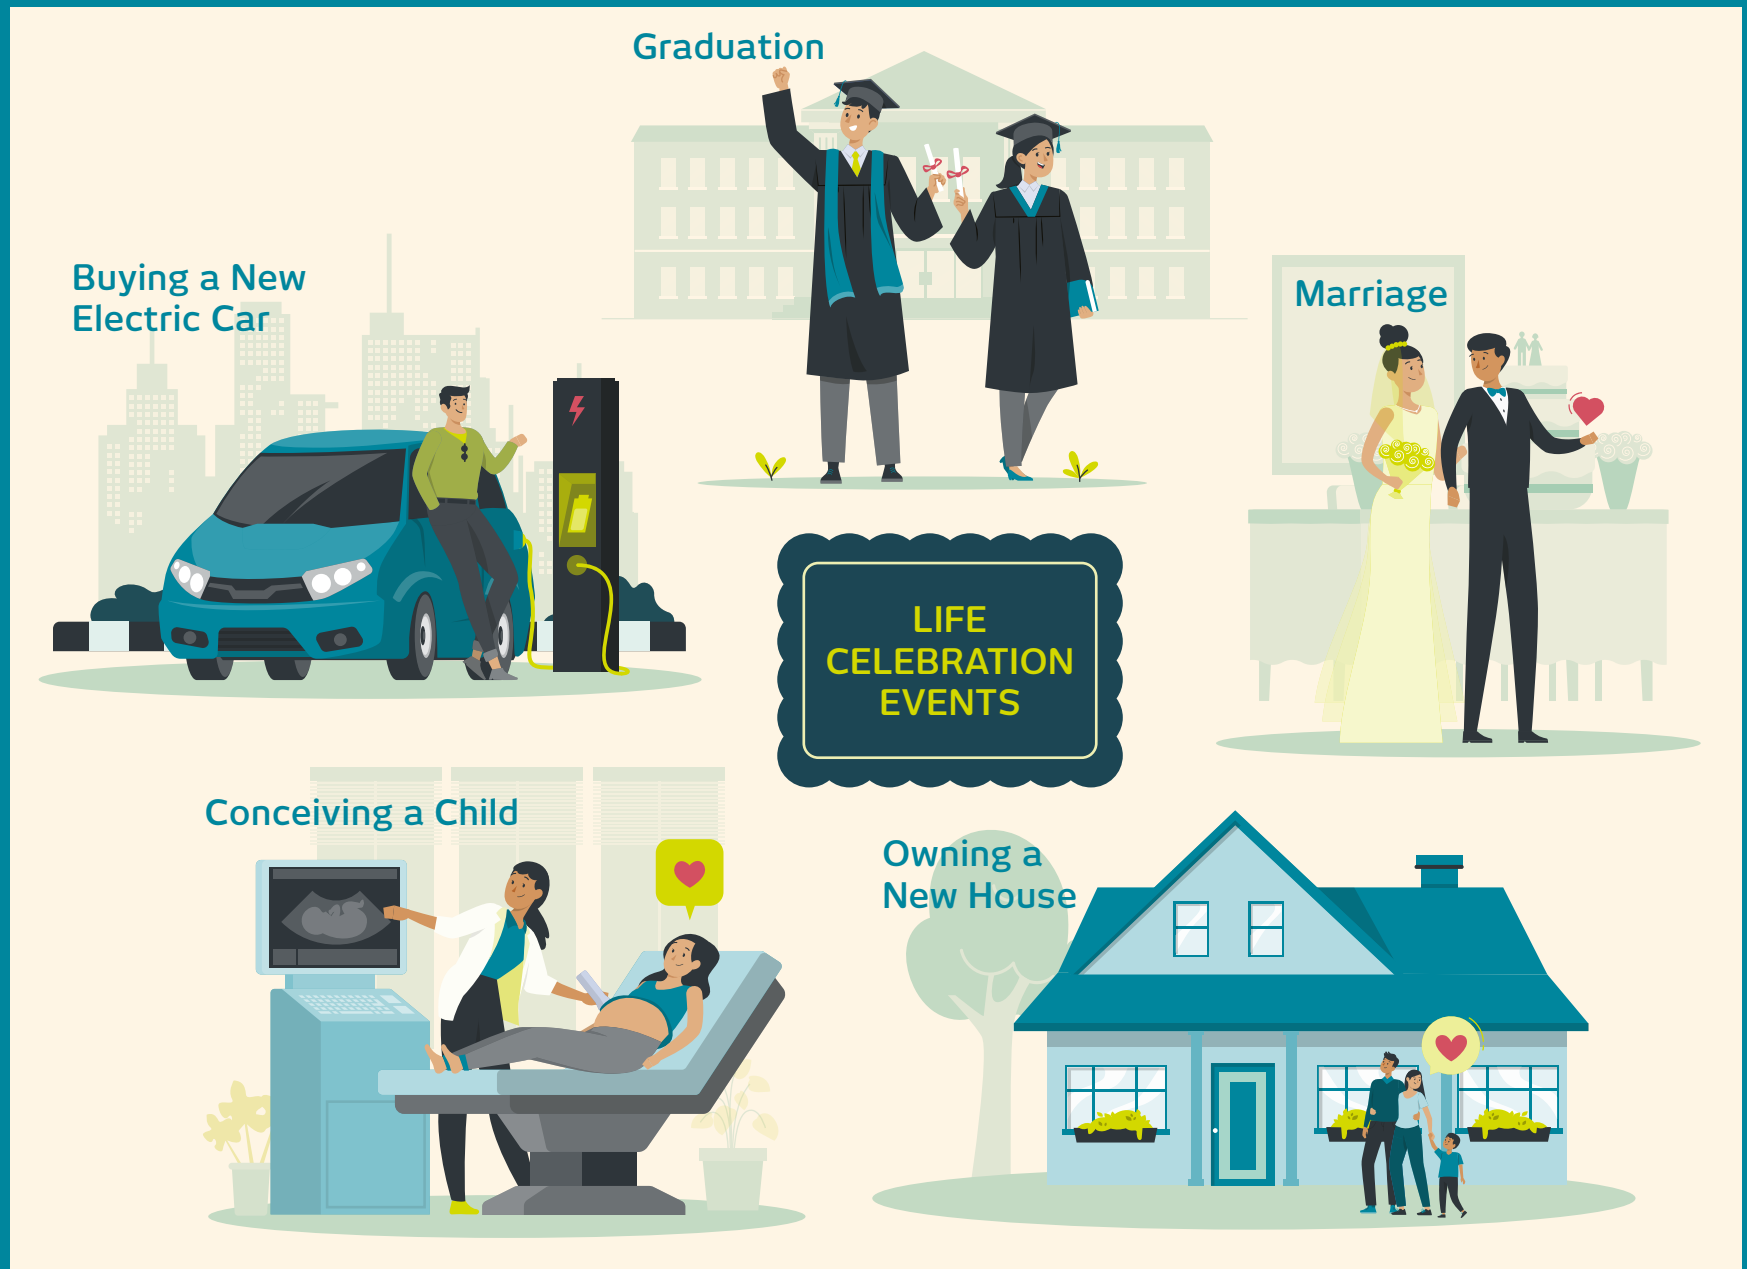 Graduation
Buying a New
Electric Car
Marriage
LIFE
CELEBRATION
EVENTS
Conceiving a Child
Owning a
New House